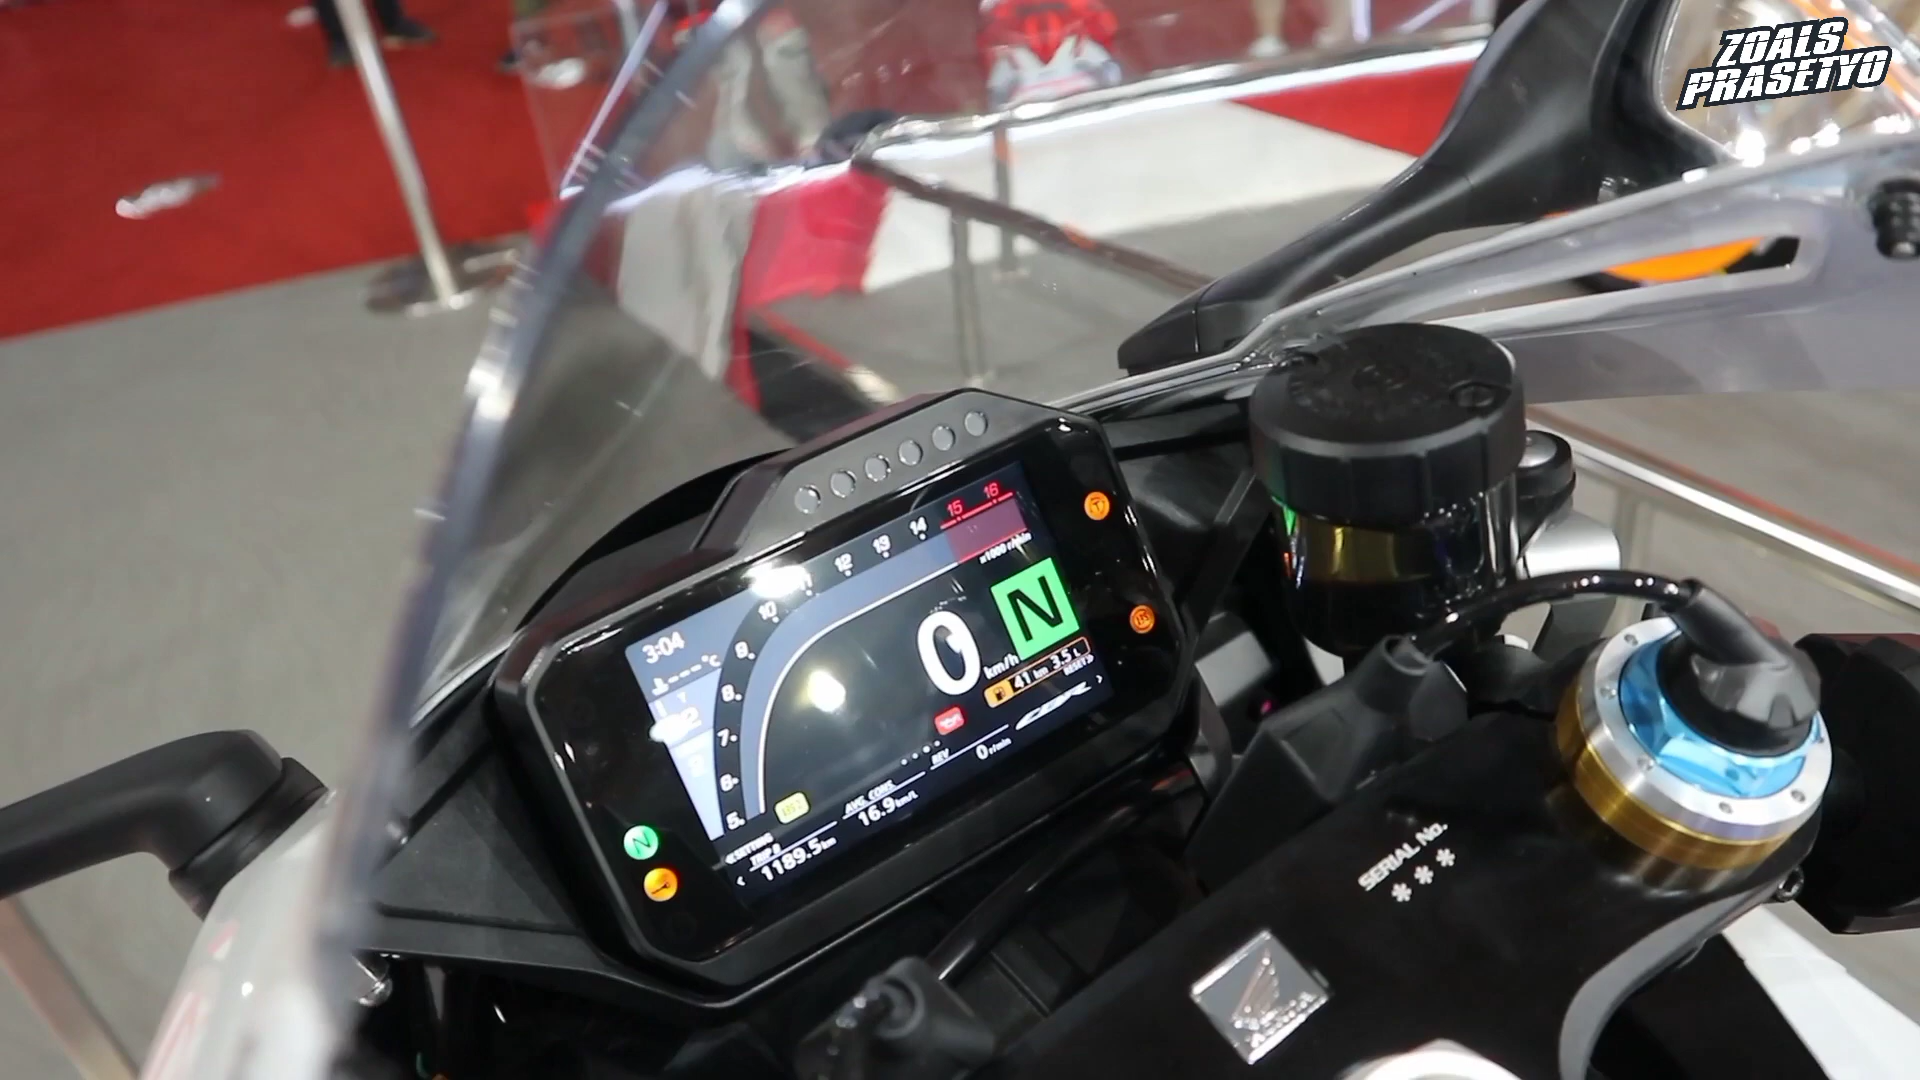 ZOALS
PRASETYO
15 16
14
13
12
10
x1000 r/min
3:04
---°C
9
8
7
6
5
N
0
km/h
41 km 3.5 L
RESET
CBR
REV
0 r/min
AVG. CONS.
16.9 km/L
SETTING
TRIP B
1189.5 km
N
SERIAL No.
***
HONDA